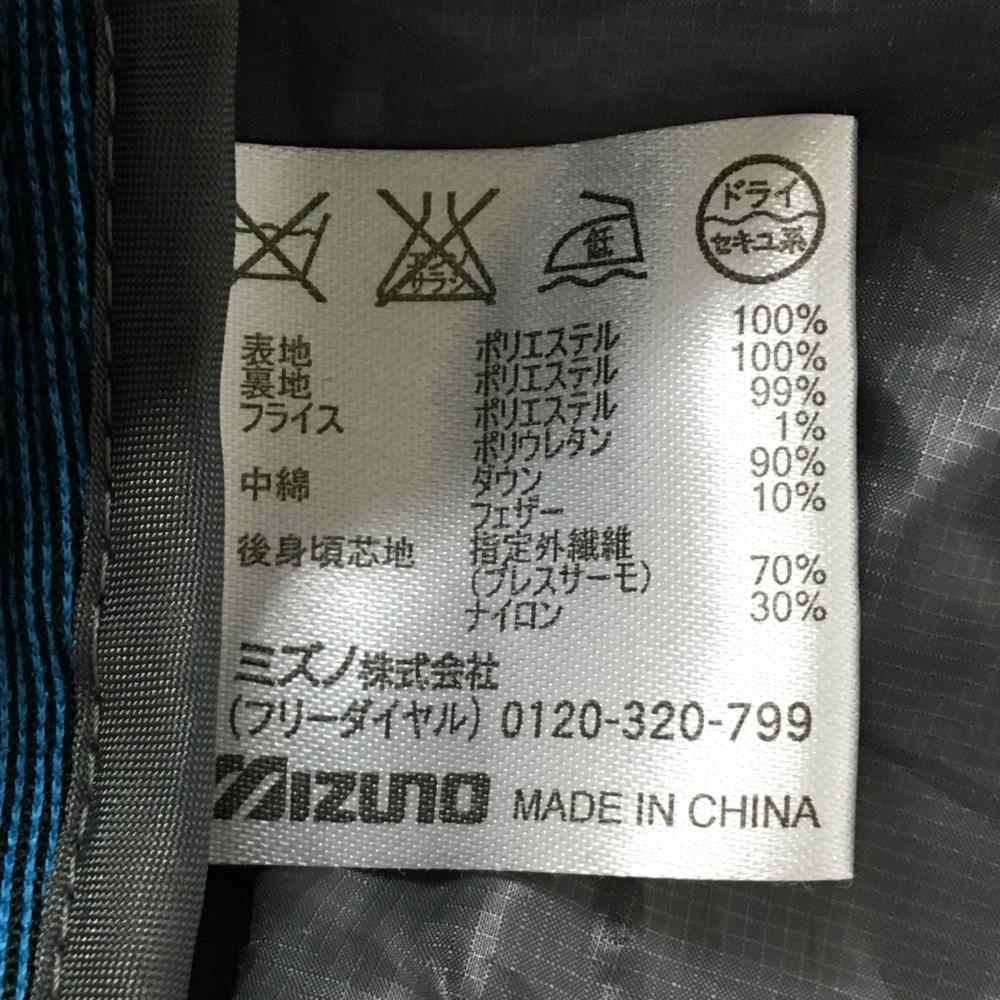 エンソ
サラシ
低
ドライ
セキユ系
表地 ポリエステル 100%
裏地 ポリエステル 100%
フライス ポリエステル 99%
ポリウレタン 1%
中綿 ダウン 90%
フェザー 10%
後身頃芯地 指定外繊維
(ブレスサーモ) 70%
ナイロン 30%
ミズノ株式会社
(フリーダイヤル) 0120-320-799
MIZUNO MADE IN CHINA